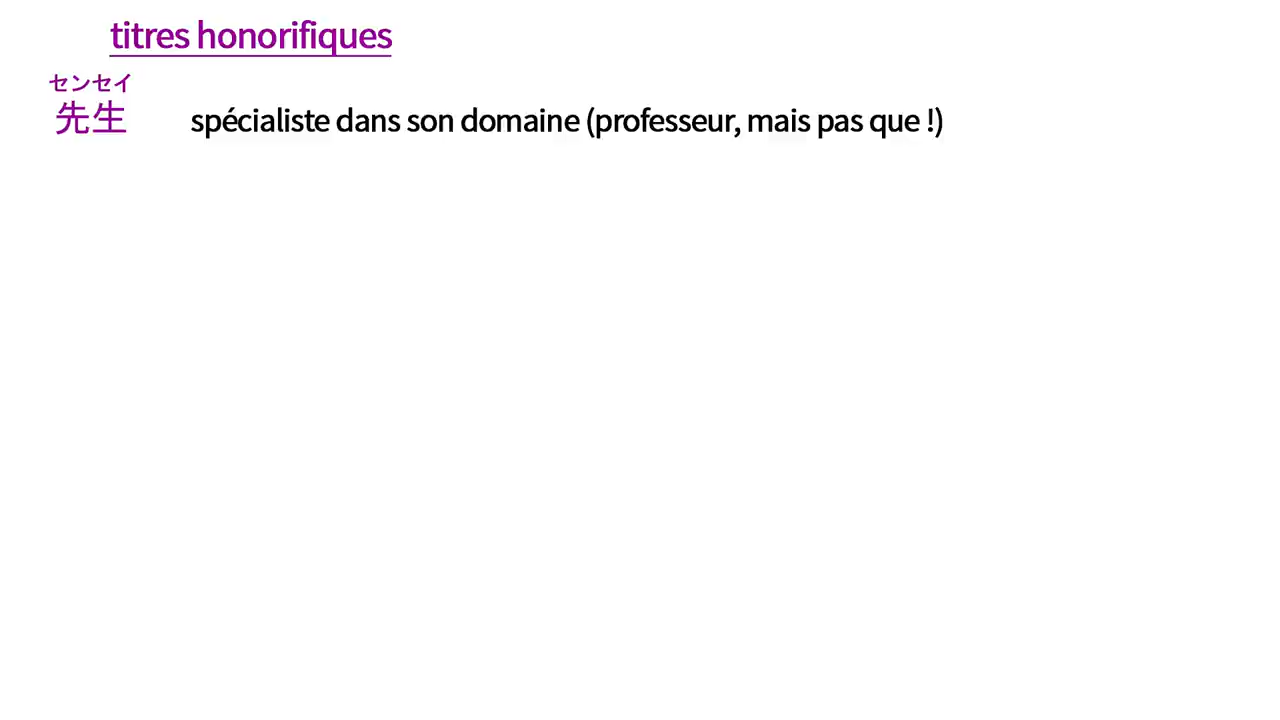 titres honorifiques
センセイ
先生 spécialiste dans son domaine (professeur, mais pas que !)